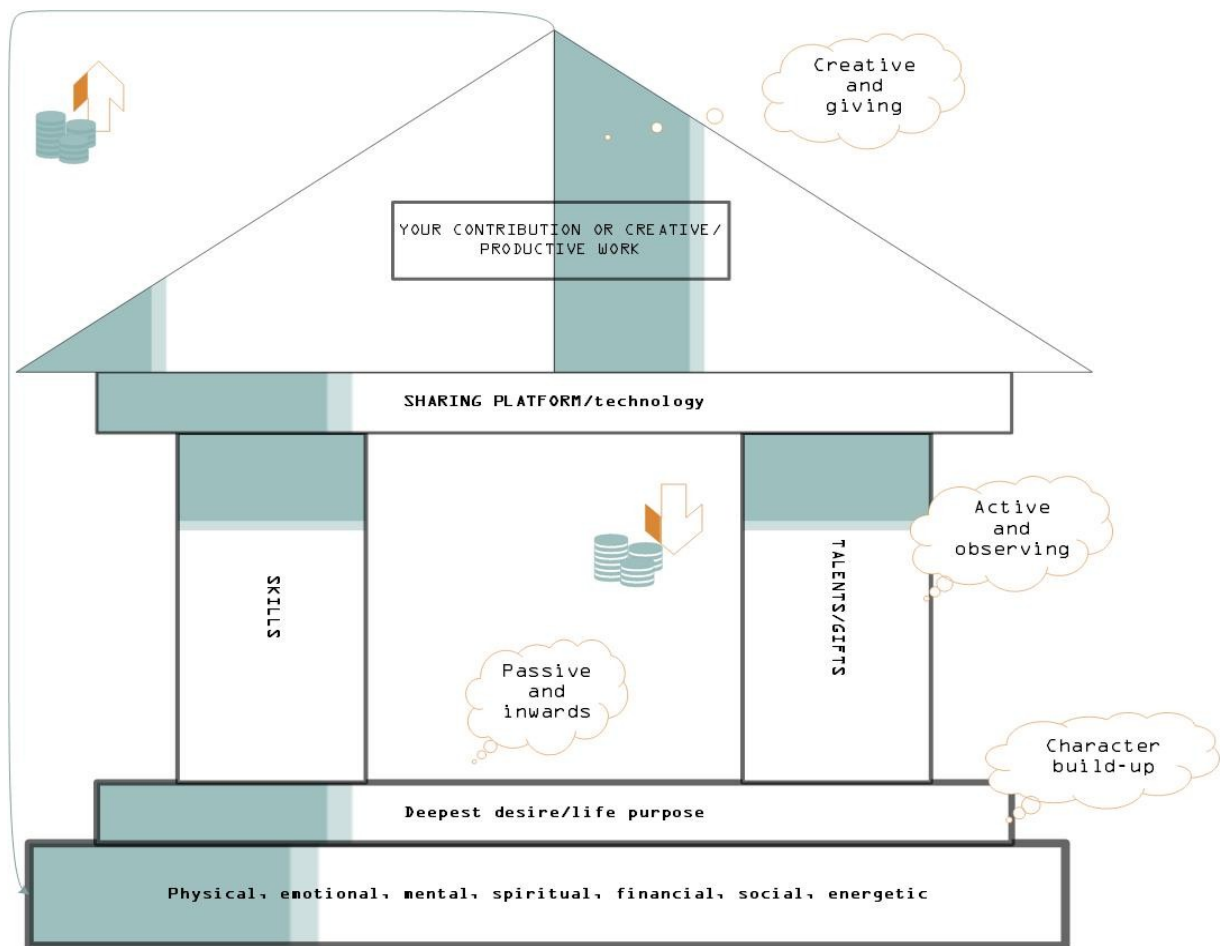 Creative
and
giving
YOUR CONTRIBUTION OR CREATIVE/
PRODUCTIVE WORK
SHARING PLATFORM/technology
SKILLS
TALENTS/GIFTS
Active
and
observing
Passive
and
inwards
Character
build-up
Deepest desire/life purpose
Physical, emotional, mental, spiritual, financial, social, energetic